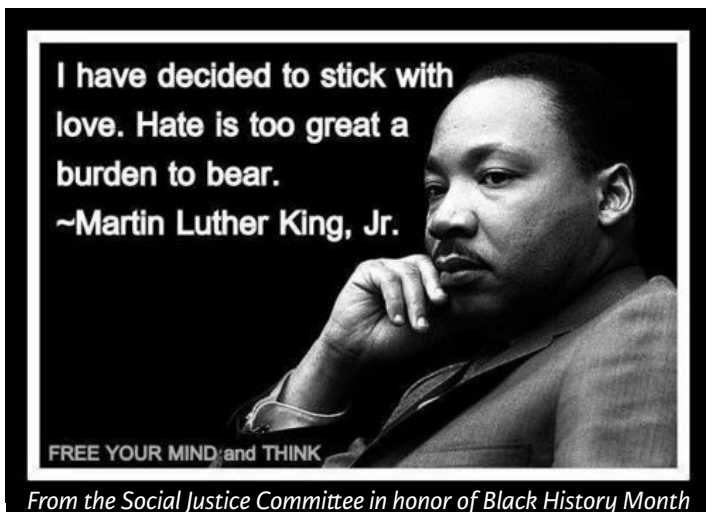 I have decided to stick with
love. Hate is too great a
burden to bear.
~Martin Luther King, Jr.
FREE YOUR MIND and THINK
From the Social Justice Committee in honor of Black History Month